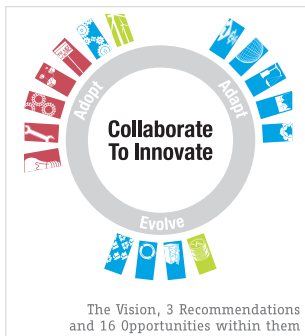 Adopt
Adapt
Collaborate
To Innovate
Evolve
The Vision, 3 Recommendations
and 16 Opportunities within them